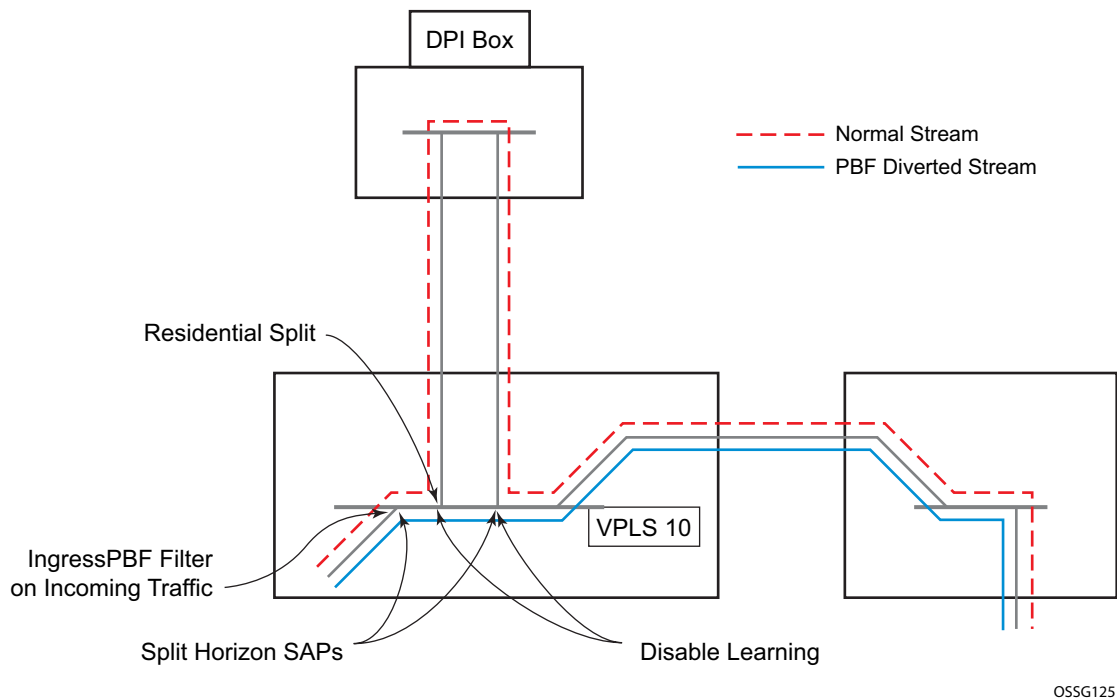 DPI Box
Normal Stream
PBF Diverted Stream
Residential Split
VPLS 10
IngressPBF Filter
on Incoming Traffic
Split Horizon SAPs
Disable Learning
OSSG125